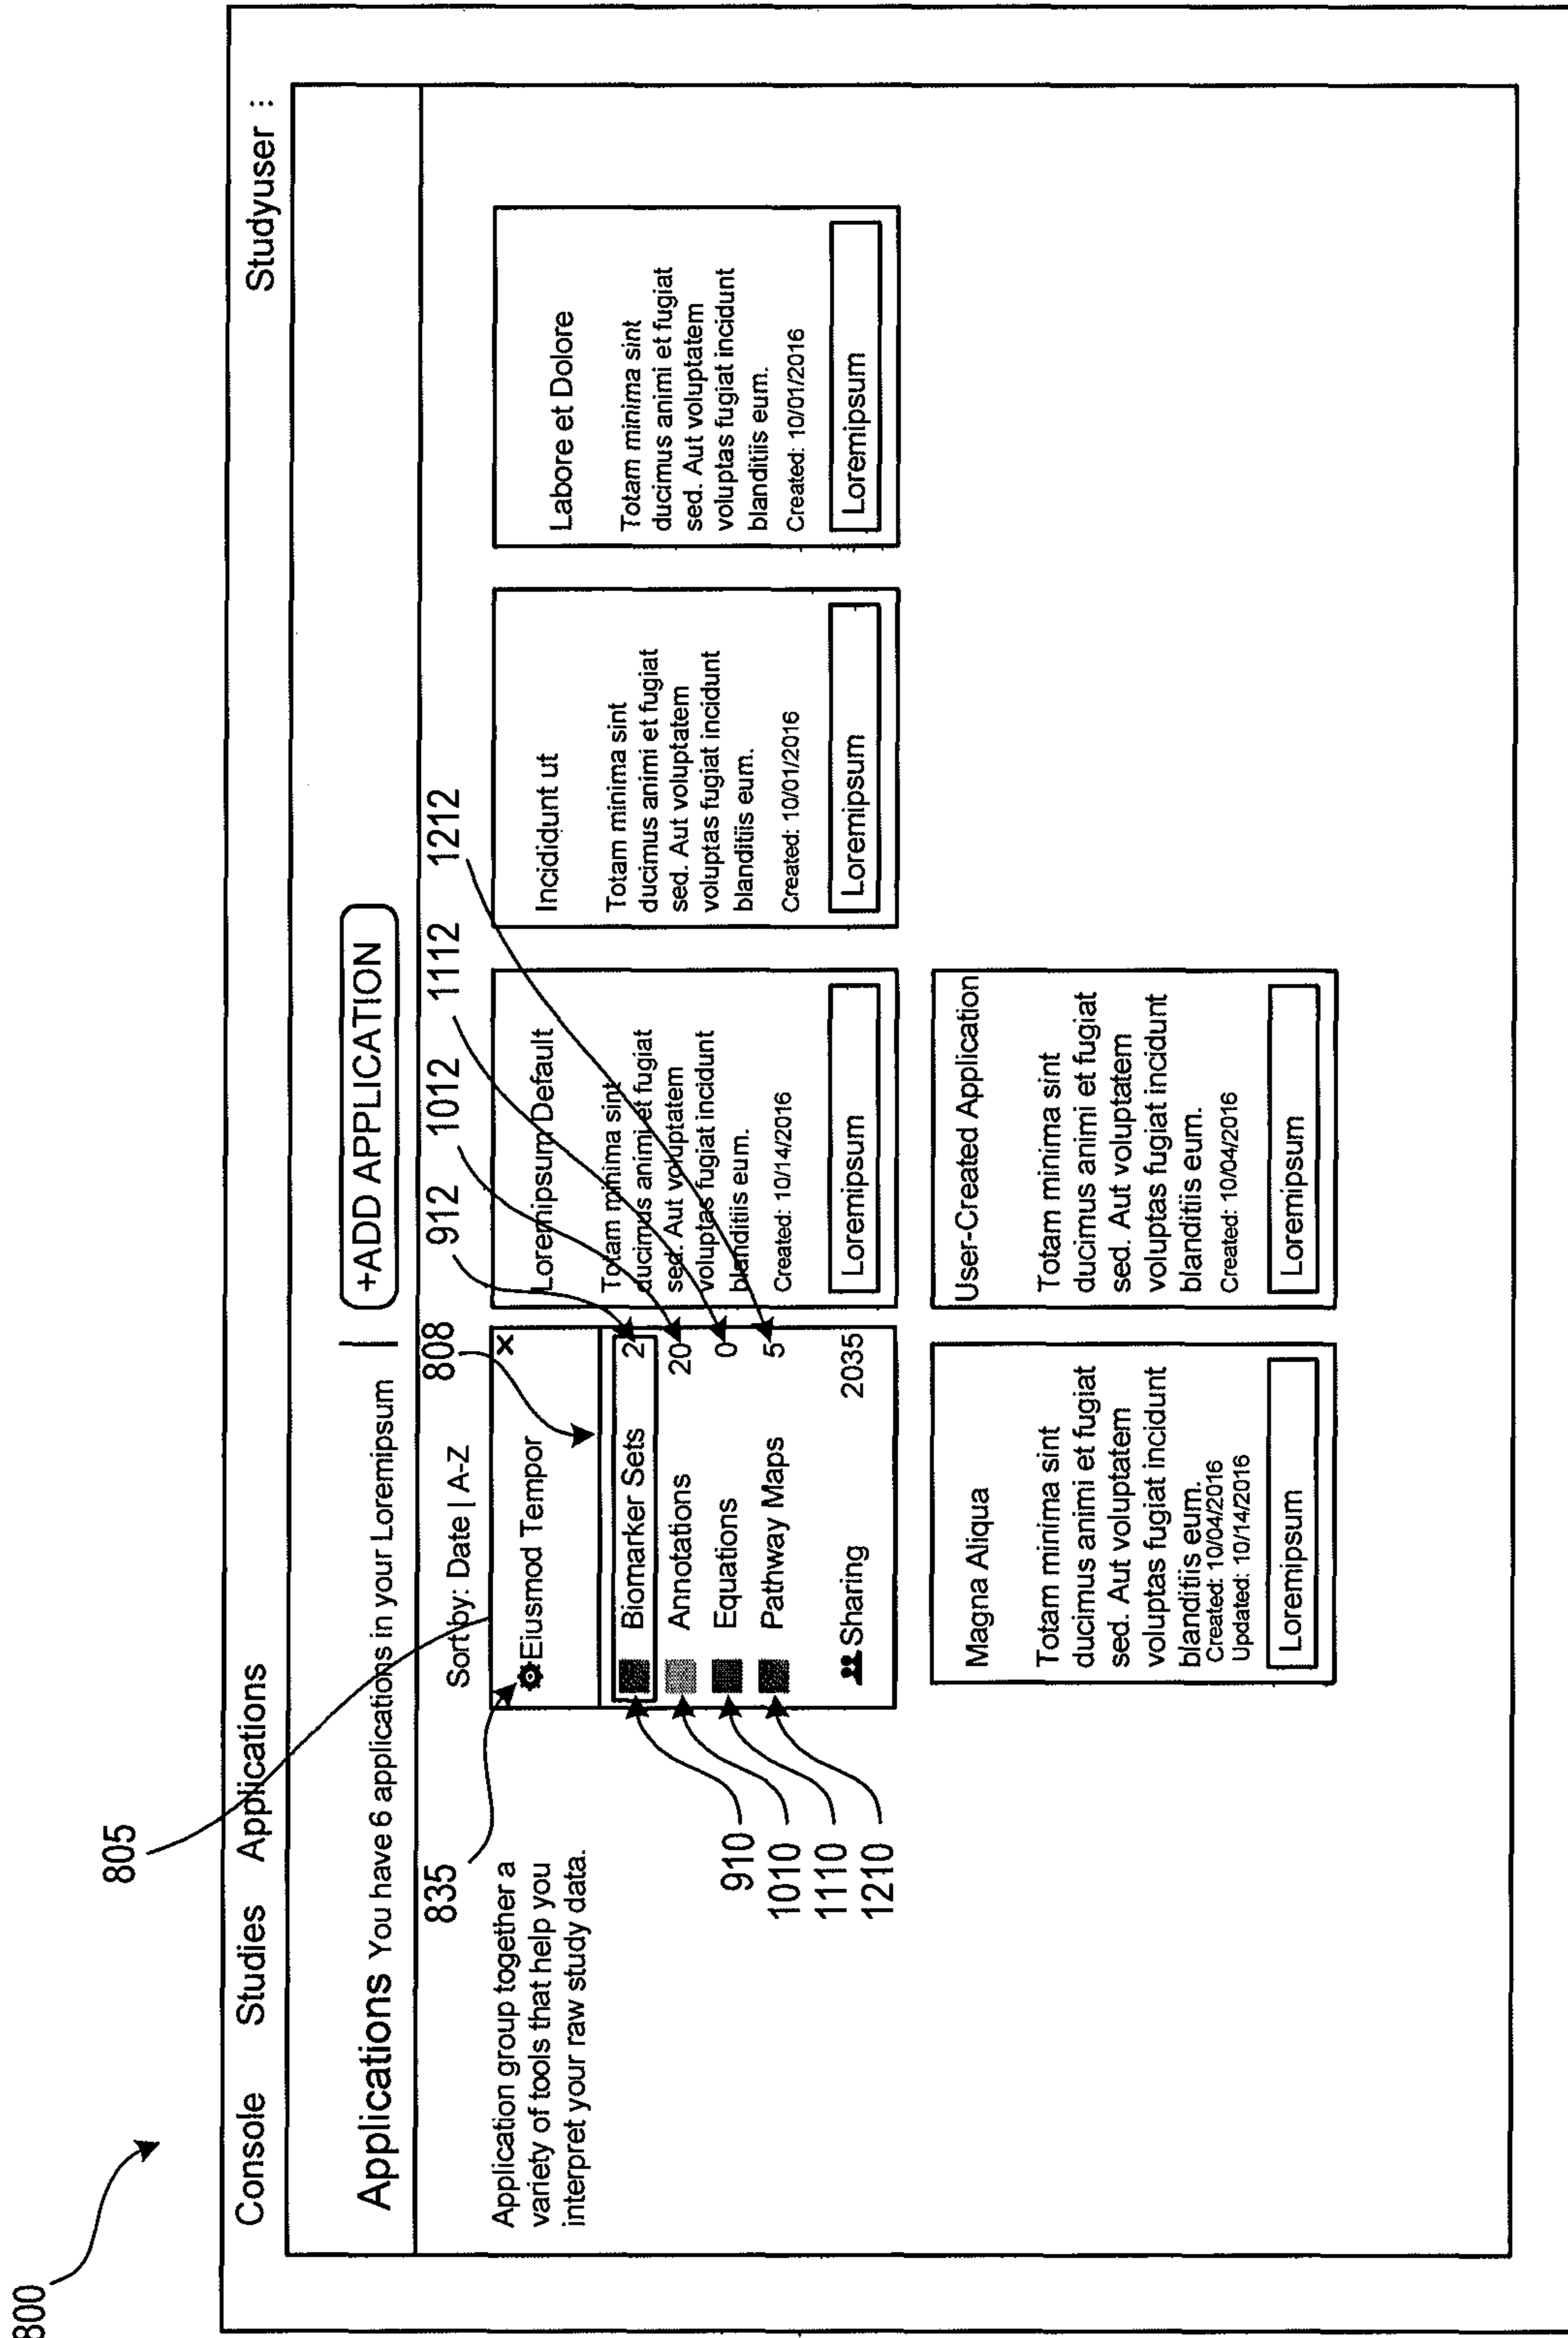 800
805
Console Studies Applications Studyuser :
Applications You have 6 applications in your Loremipsum | +ADD APPLICATION
835
Sort by: Date | A-Z
808
912
1012
1112
1212
Application group together a
variety of tools that help you
interpret your raw study data.
Eiusmod Tempor x
Biomarker Sets 2
Annotations 20
Equations 0
Pathway Maps 5
Sharing 2035
910
1010
1110
1210
Loremipsum Default
Totam minima sint
ducimus animi et fugiat
sed. Aut voluptatem
voluptas fugiat incidunt
blanditiis eum.
Created: 10/14/2016
Loremipsum
Incididunt ut
Totam minima sint
ducimus animi et fugiat
sed. Aut voluptatem
voluptas fugiat incidunt
blanditiis eum.
Created: 10/01/2016
Loremipsum
Labore et Dolore
Totam minima sint
ducimus animi et fugiat
sed. Aut voluptatem
voluptas fugiat incidunt
blanditiis eum.
Created: 10/01/2016
Loremipsum
Magna Aliqua
Totam minima sint
ducimus animi et fugiat
sed. Aut voluptatem
voluptas fugiat incidunt
blanditiis eum.
Created: 10/04/2016
Updated: 10/14/2016
Loremipsum
User-Created Application
Totam minima sint
ducimus animi et fugiat
sed. Aut voluptatem
voluptas fugiat incidunt
blanditiis eum.
Created: 10/04/2016
Loremipsum